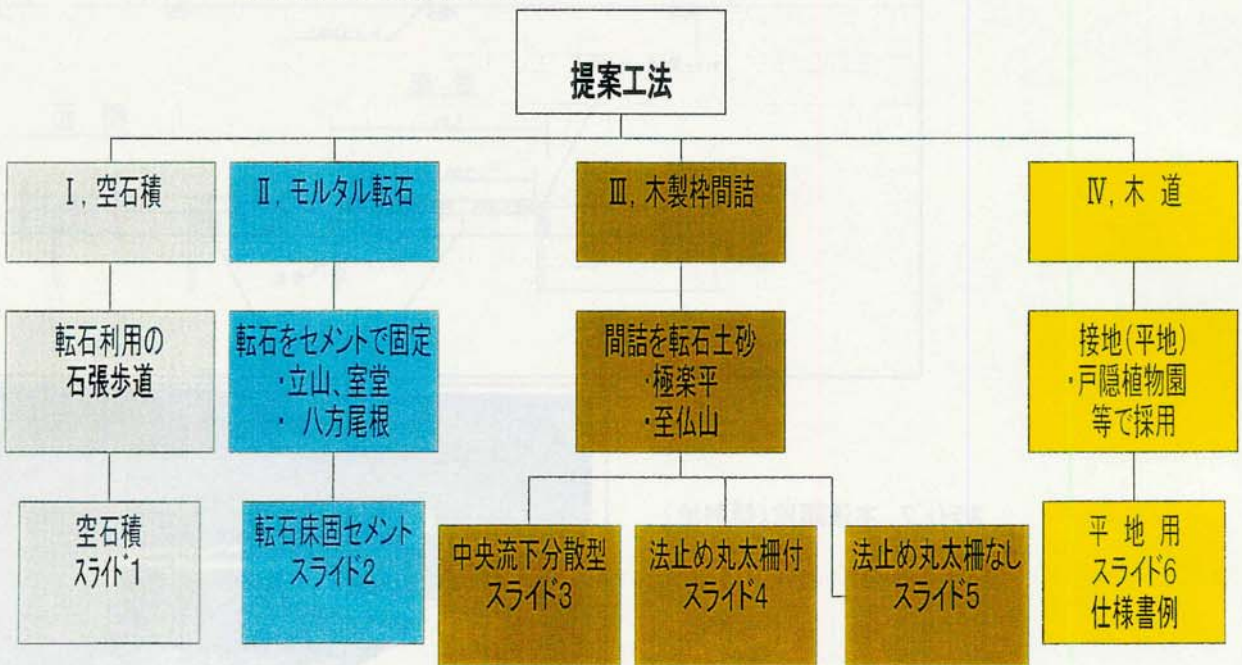 提案工法
Ⅰ, 空石積
Ⅱ, モルタル転石
Ⅲ, 木製枠間詰
Ⅳ, 木 道
転石利用の
石張歩道
転石をセメントで固定
・立山、室堂
・ 八方尾根
間詰を転石土砂
・極楽平
・至仏山
接地(平地)
・戸隠植物園
等で採用
空石積
スライド1
転石床固セメント
スライド2
中央流下分散型
スライド3
法止め丸太柵付
スライド4
法止め丸太柵なし
スライド5
平 地 用
スライド6
仕様書例